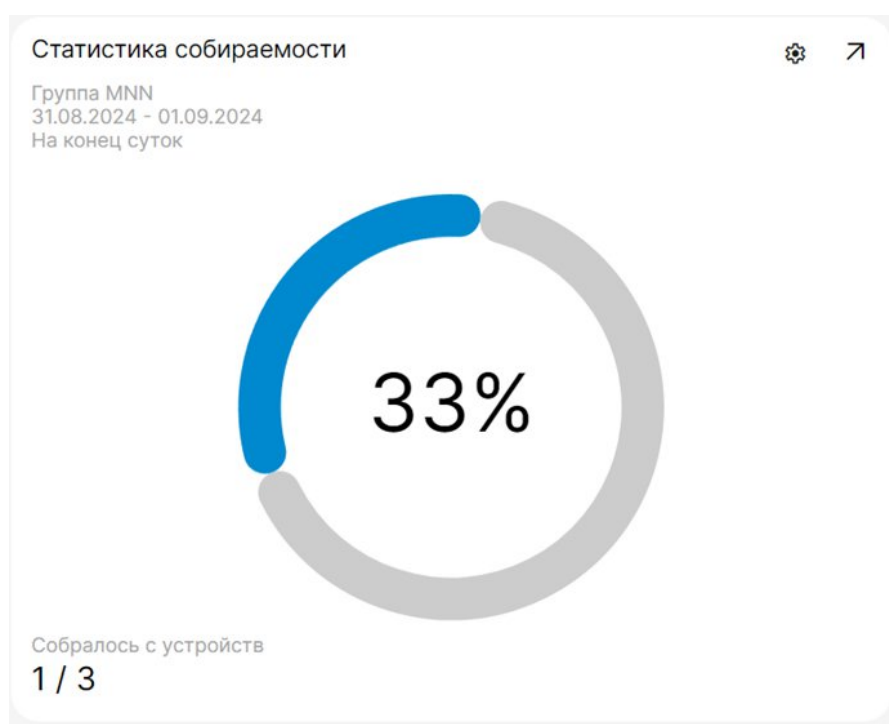 Статистика собираемости
Группа MNN
31.08.2024 - 01.09.2024
На конец суток
33%
Собралось с устройств
1 / 3